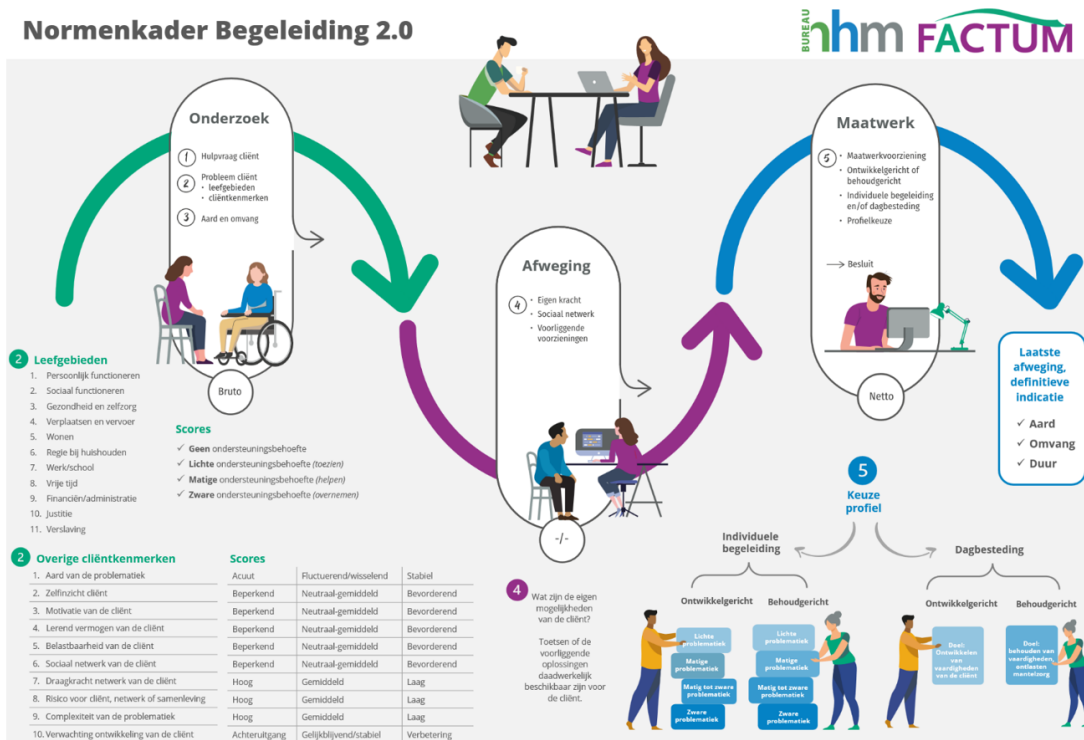 Normenkader Begeleiding 2.0
BUREAU
nhm FACTUM
Onderzoek
1 Hulpvraag cliënt
2 Probleem cliënt
• leefgebieden
• cliëntkenmerken
3 Aard en omvang
Bruto
Afweging
4 • Eigen kracht
• Sociaal netwerk
• Voorliggende
voorzieningen
-/-
Maatwerk
5 • Maatwerkvoorziening
• Ontwikkelgericht of
behoudgericht
• Individuele begeleiding
en/of dagbesteding
• Profielkeuze
→ Besluit
Netto
Laatste
afweging,
definitieve
indicatie
✓ Aard
✓ Omvang
✓ Duur
2 Leefgebieden
1. Persoonlijk functioneren
2. Sociaal functioneren
3. Gezondheid en zelfzorg
4. Verplaatsen en vervoer
5. Wonen
6. Regie bij huishouden
7. Werk/school
8. Vrije tijd
9. Financiën/administratie
10. Justitie
11. Verslaving
Scores
✓ Geen ondersteuningsbehoefte
✓ Lichte ondersteuningsbehoefte (toezien)
✓ Matige ondersteuningsbehoefte (helpen)
✓ Zware ondersteuningsbehoefte (overnemen)
2 Overige cliëntkenmerken Scores
1. Aard van de problematiek Acuut Fluctuerend/wisselend Stabiel
2. Zelfinzicht cliënt Beperkend Neutraal-gemiddeld Bevorderend
3. Motivatie van de cliënt Beperkend Neutraal-gemiddeld Bevorderend
4. Lerend vermogen van de cliënt Beperkend Neutraal-gemiddeld Bevorderend
5. Belastbaarheid van de cliënt Beperkend Neutraal-gemiddeld Bevorderend
6. Sociaal netwerk van de cliënt Beperkend Neutraal-gemiddeld Bevorderend
7. Draagkracht netwerk van de cliënt Hoog Gemiddeld Laag
8. Risico voor cliënt, netwerk of samenleving Hoog Gemiddeld Laag
9. Complexiteit van de problematiek Hoog Gemiddeld Laag
10. Verwachting ontwikkeling van de cliënt Achteruitgang Gelijkblijvend/stabiel Verbetering
4 Wat zijn de eigen
mogelijkheden
van de cliënt?
Toetsen of de
voorliggende
oplossingen
daadwerkelijk
beschikbaar zijn voor
de cliënt.
5
Keuze
profiel
Individuele
begeleiding
Ontwikkelgericht Behoudgericht
Lichte
problematiek
Matige
problematiek
Matig tot zware
problematiek
Zware
problematiek
Lichte
problematiek
Matige
problematiek
Matig tot zware
problematiek
Zware
problematiek
Dagbesteding
Ontwikkelgericht Behoudgericht
Doel:
Ontwikkelen
van
vaardigheden
van de cliënt
Doel:
behouden van
vaardigheden,
ontlasten
mantelzorg